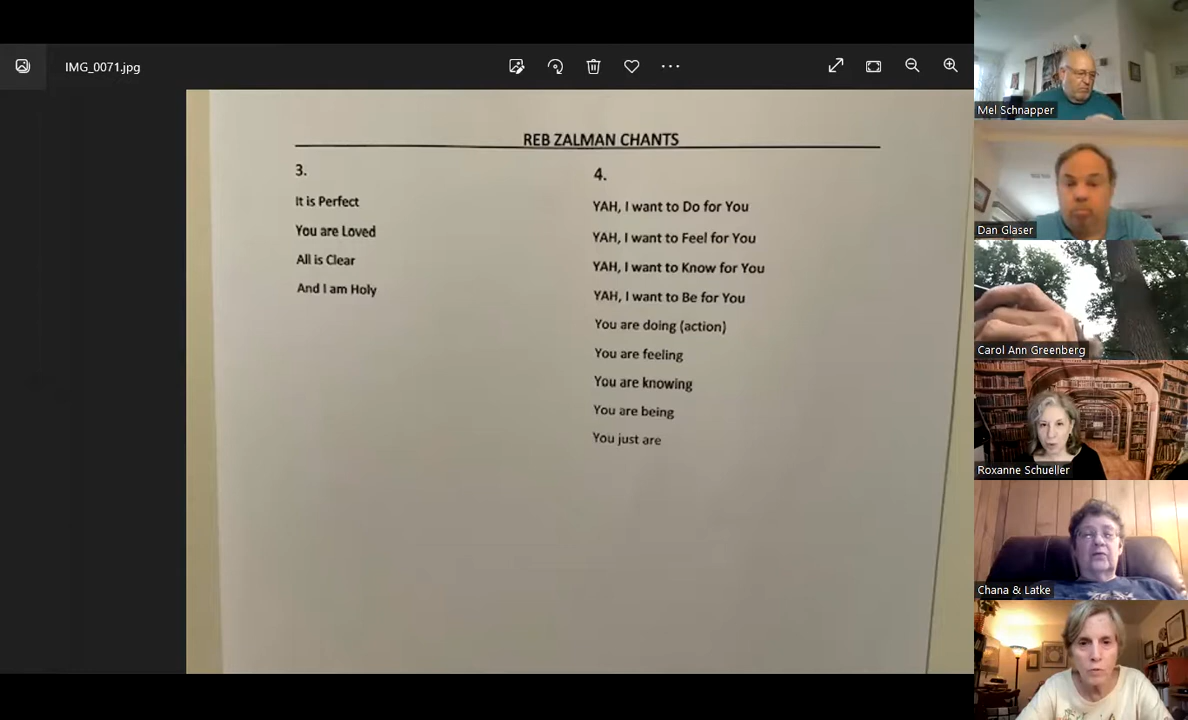 IMG_0071.jpg
REB ZALMAN CHANTS
3.
It is Perfect
You are Loved
All is Clear
And I am Holy
4.
YAH, I want to Do for You
YAH, I want to Feel for You
YAH, I want to Know for You
YAH, I want to Be for You
You are doing (action)
You are feeling
You are knowing
You are being
You just are
Mel Schnapper
Dan Glaser
Carol Ann Greenberg
Roxanne Schueller
Chana & Latke